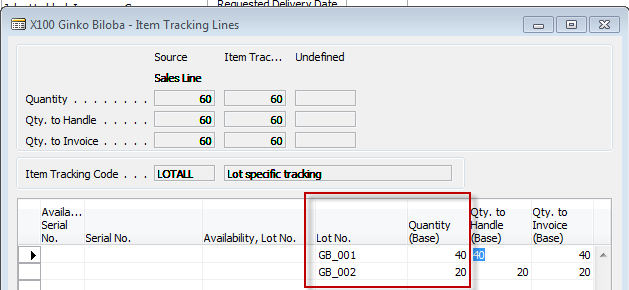 Requested Delivery Date
X100 Ginko Biloba - Item Tracking Lines
Source Item Trac... Undefined
Sales Line
Quantity . . . . . . . . 60 60
Qty. to Handle . . . . . 60 60
Qty. to Invoice . . . . . 60 60
Item Tracking Code . . . LOTALL Lot specific tracking
Availa... Serial No. Serial No. Availability, Lot No. Lot No. Quantity (Base) Qty. to Handle (Base) Qty. to Invoice (Base)
GB_001 40 40 40
GB_002 20 20 20